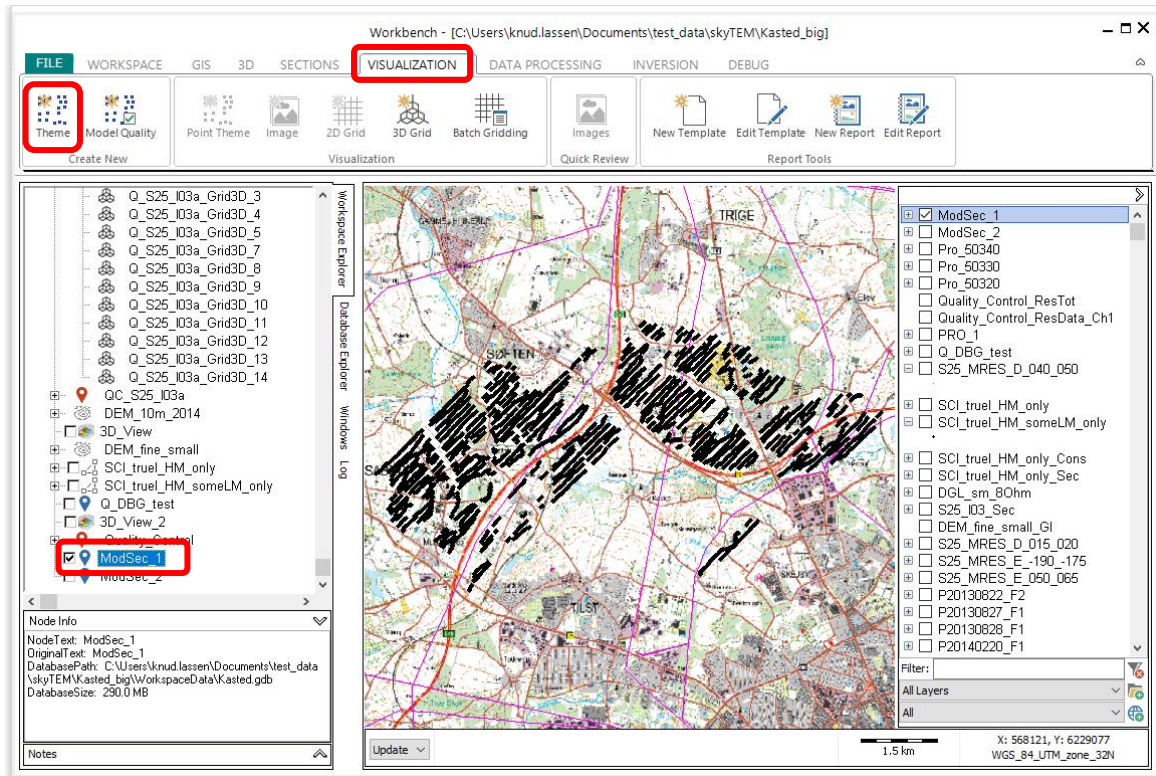 Workbench - [C:\Users\knud.lassen\Documents\test_data\skyTEM\Kasted_big]
FILE WORKSPACE GIS 3D SECTIONS VISUALIZATION DATA PROCESSING INVERSION DEBUG
Theme Model Quality Point Theme Image 2D Grid 3D Grid Batch Gridding Images New Template Edit Template New Report Edit Report
Create New Visualization Quick Review Report Tools
Q_S25_I03a_Grid3D_3
Q_S25_I03a_Grid3D_4
Q_S25_I03a_Grid3D_5
Q_S25_I03a_Grid3D_7
Q_S25_I03a_Grid3D_8
Q_S25_I03a_Grid3D_9
Q_S25_I03a_Grid3D_10
Q_S25_I03a_Grid3D_11
Q_S25_I03a_Grid3D_12
Q_S25_I03a_Grid3D_13
Q_S25_I03a_Grid3D_14
QC_S25_I03a
DEM_10m_2014
3D_View
DEM_fine_small
SCI_truel_HM_only
SCI_truel_HM_someLM_only
Q_DBG_test
3D_View_2
Quality_Control
ModSec_1
ModSec_2
Node Info
NodeText: ModSec_1
OriginalText: ModSec_1
DatabasePath: C:\Users\knud.lassen\Documents\test_data
\skyTEM\Kasted_big\WorkspaceData\Kasted.gdb
DatabaseSize: 290.0 MB
Notes
Workspace Explorer
Database Explorer
Windows
Log
TRIGE
SØFTEN
TILST
SKEJBY
Elev
Update
1.5 km
X: 568121, Y: 6229077
WGS_84_UTM_zone_32N
ModSec_1
ModSec_2
Pro_50340
Pro_50330
Pro_50320
Quality_Control_ResTot
Quality_Control_ResData_Ch1
PRO_1
Q_DBG_test
S25_MRES_D_040_050
SCI_truel_HM_only
SCI_truel_HM_someLM_only
SCI_truel_HM_only_Cons
SCI_truel_HM_only_Sec
DGL_sm_8Ohm
S25_I03_Sec
DEM_fine_small_GI
S25_MRES_D_015_020
S25_MRES_E_-190_-175
S25_MRES_E_050_065
P20130822_F2
P20130827_F1
P20130828_F1
P20140220_F1
Filter:
All Layers
All